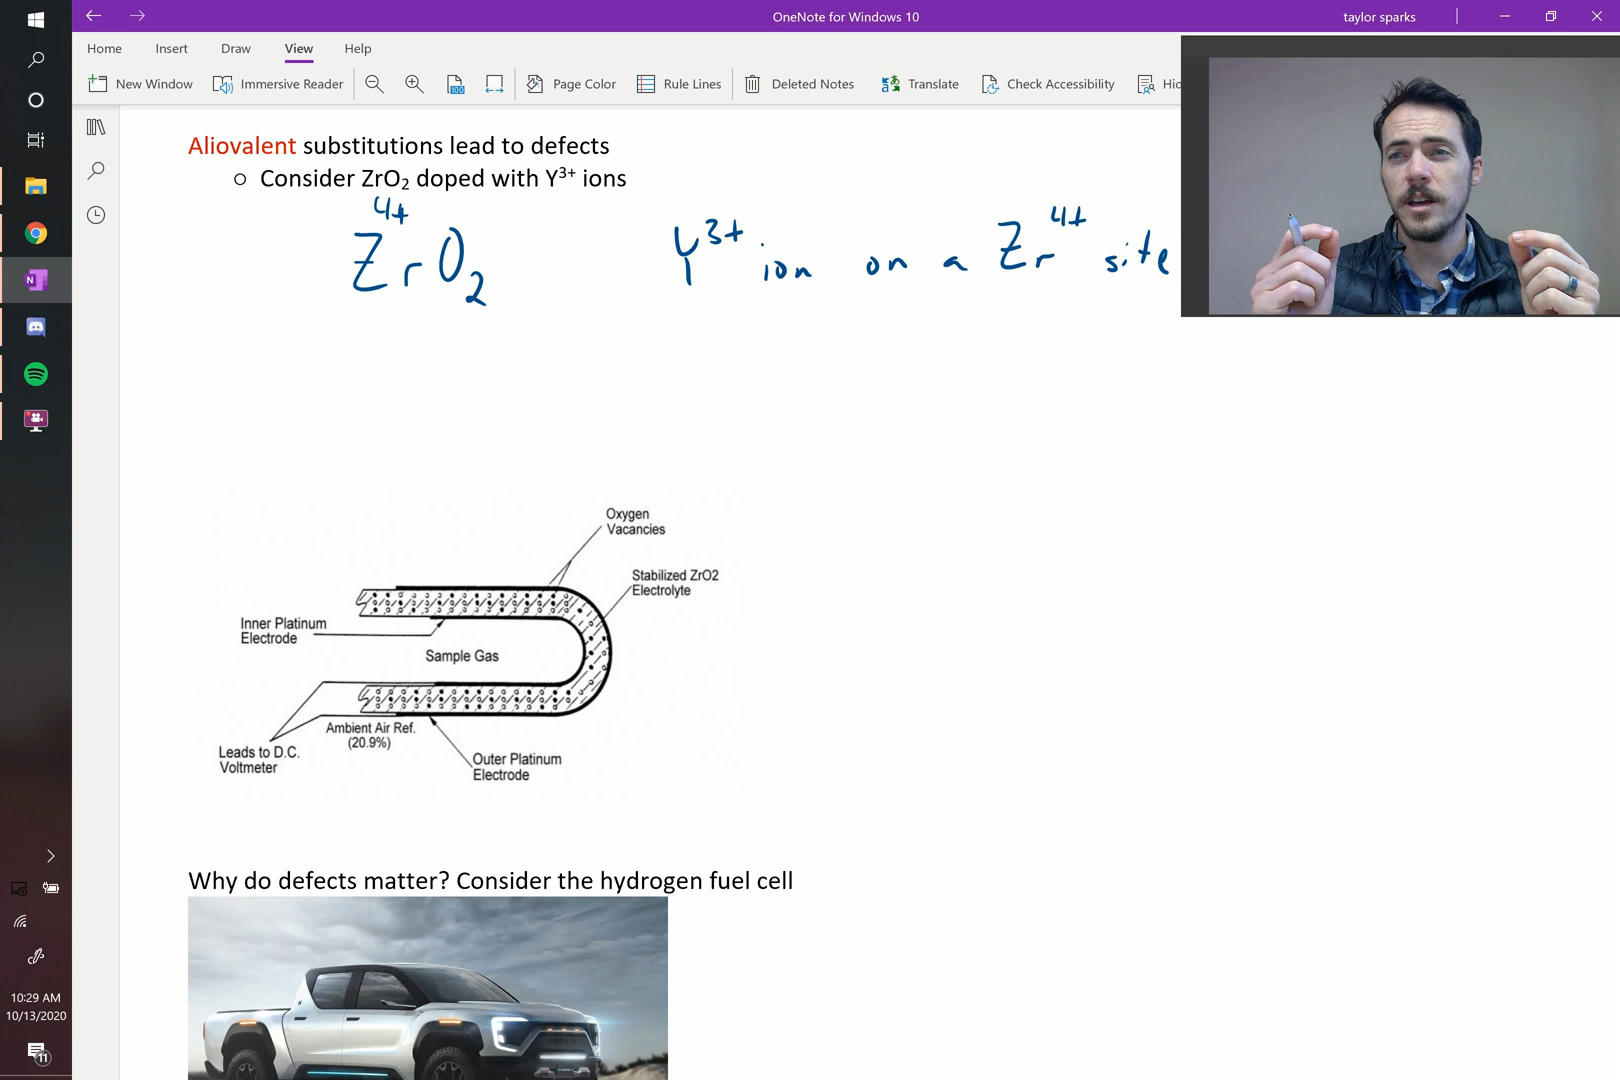 OneNote for Windows 10
taylor sparks
Home Insert Draw View Help
New Window Immersive Reader 100 Page Color Rule Lines Deleted Notes Translate Check Accessibility Hid
Aliovalent substitutions lead to defects
○ Consider ZrO₂ doped with Y³⁺ ions
4+
ZrO₂ Y³⁺ ion on a Zr⁴⁺ site
Oxygen
Vacancies
Stabilized ZrO2
Electrolyte
Inner Platinum
Electrode
Sample Gas
Ambient Air Ref.
(20.9%)
Leads to D.C.
Voltmeter
Outer Platinum
Electrode
Why do defects matter? Consider the hydrogen fuel cell
10:29 AM
10/13/2020
11